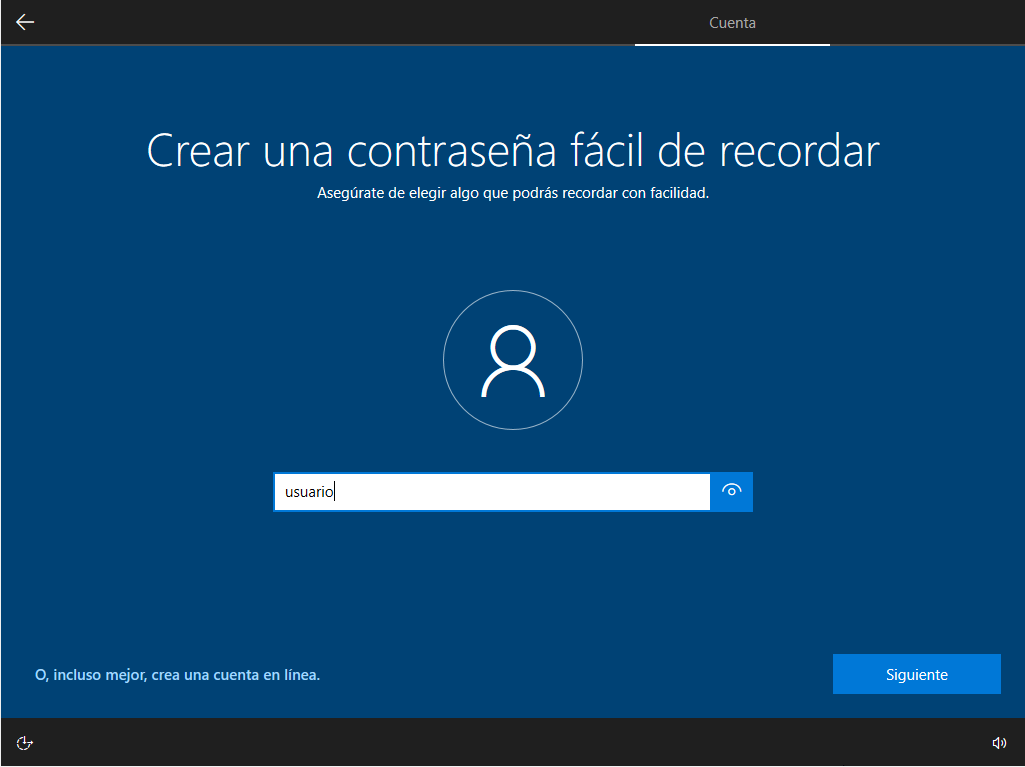 Cuenta
Crear una contraseña fácil de recordar
Asegúrate de elegir algo que podrás recordar con facilidad.
usuario
O, incluso mejor, crea una cuenta en línea.
Siguiente